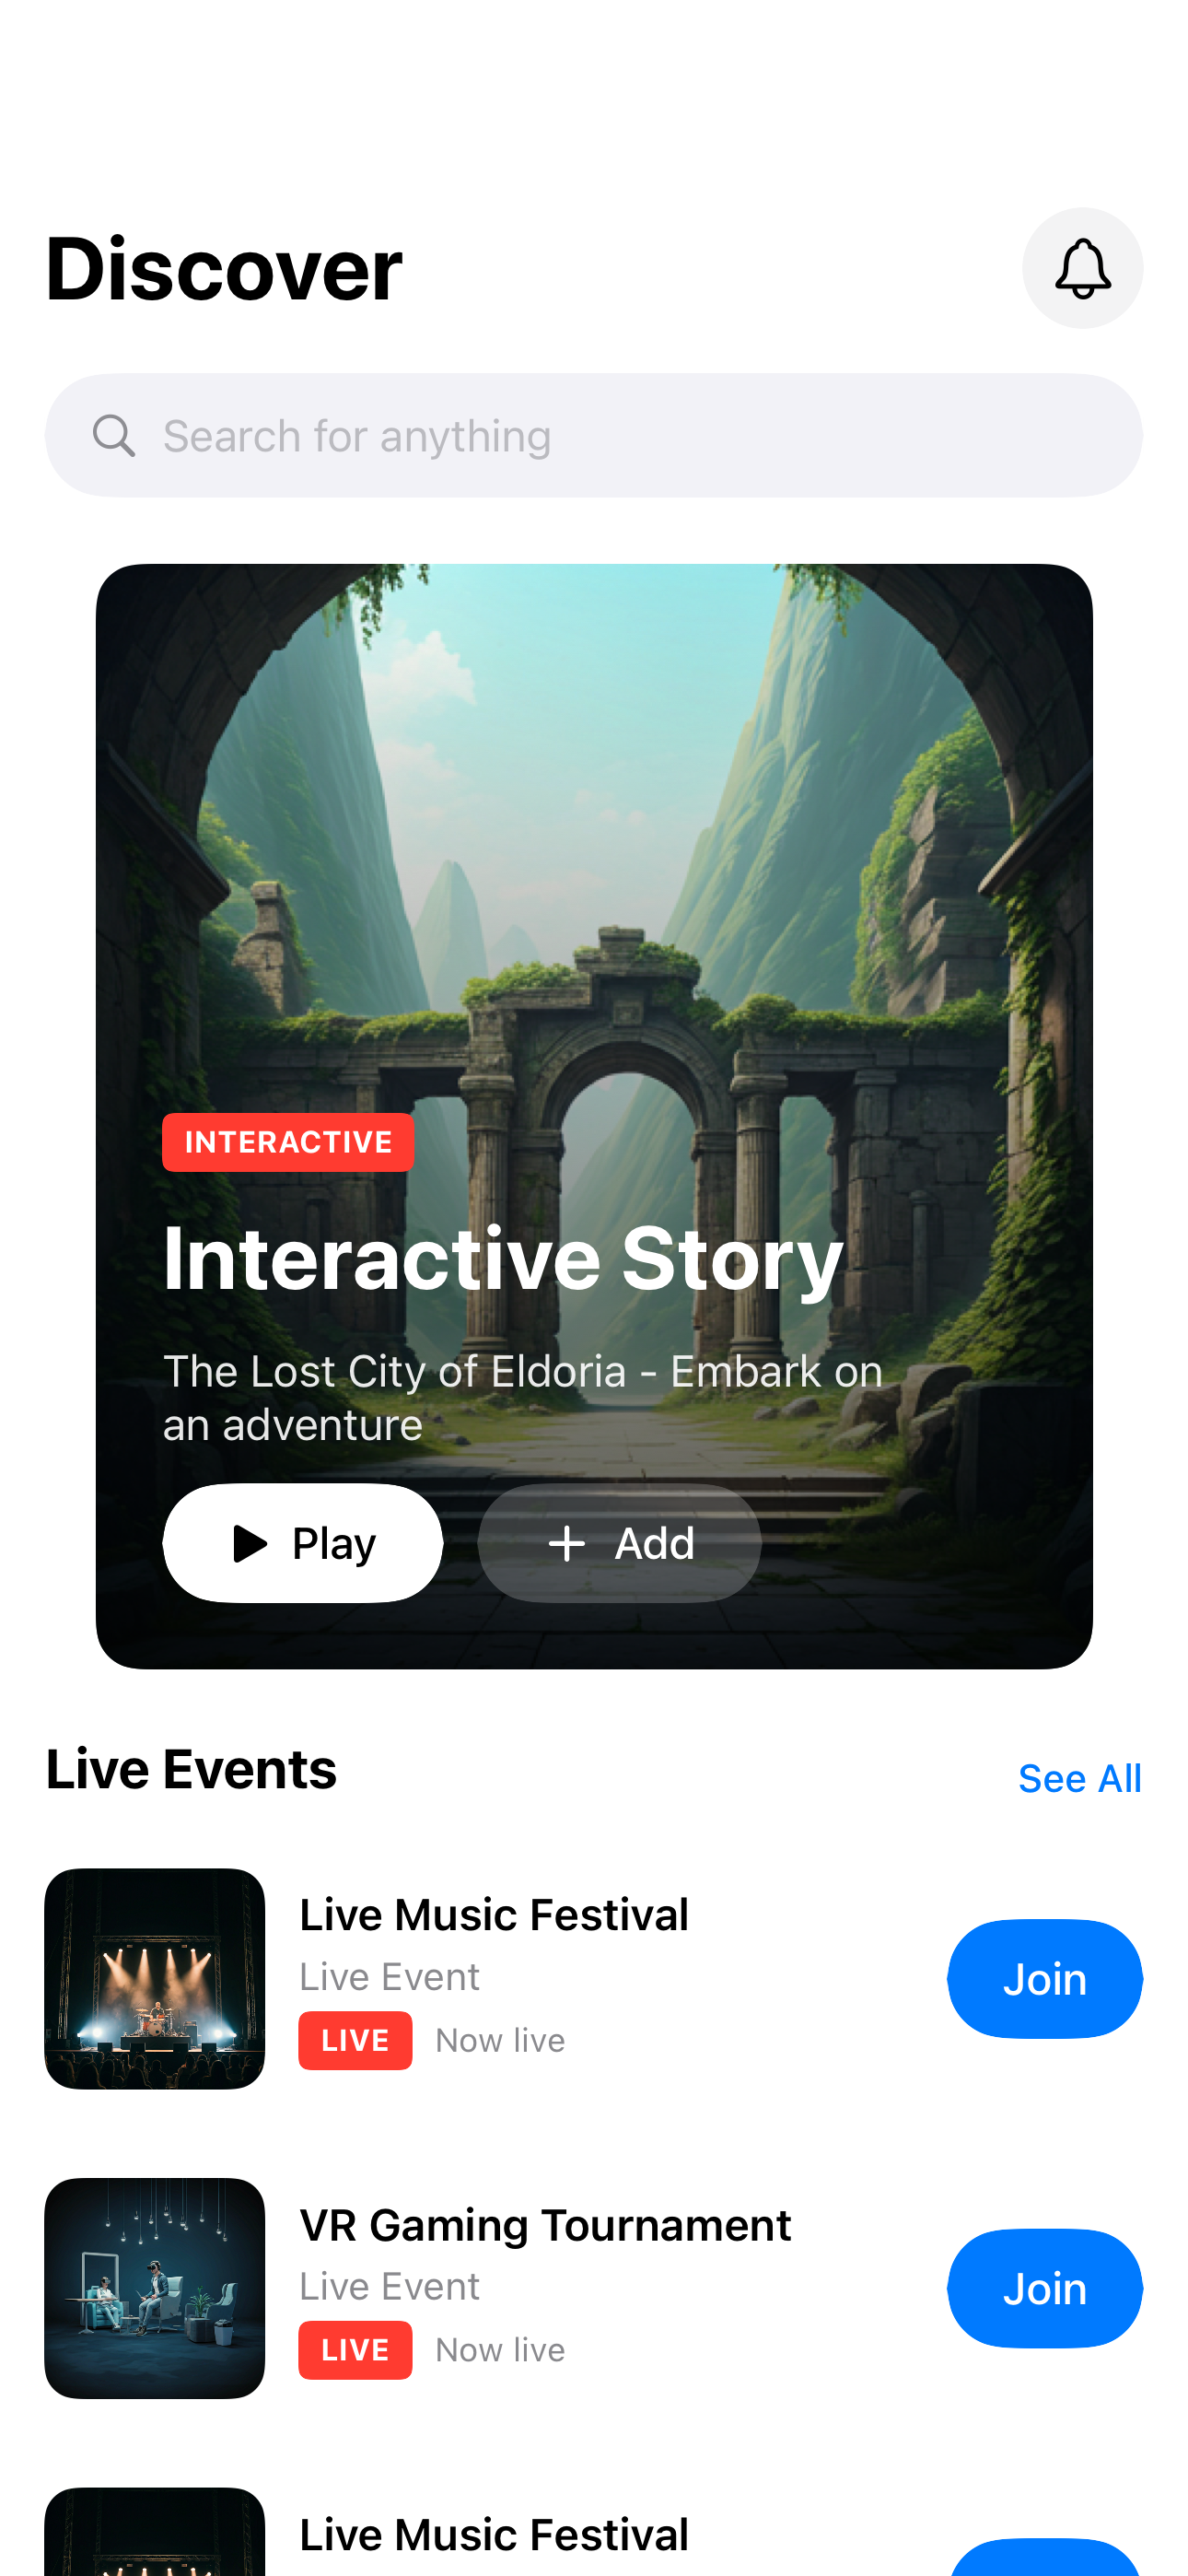 Discover
Search for anything
INTERACTIVE
Interactive Story
The Lost City of Eldoria - Embark on
an adventure
Play
Add
Live Events
See All
Live Music Festival
Live Event
LIVE Now live
Join
VR Gaming Tournament
Live Event
LIVE Now live
Join
Live Music Festival